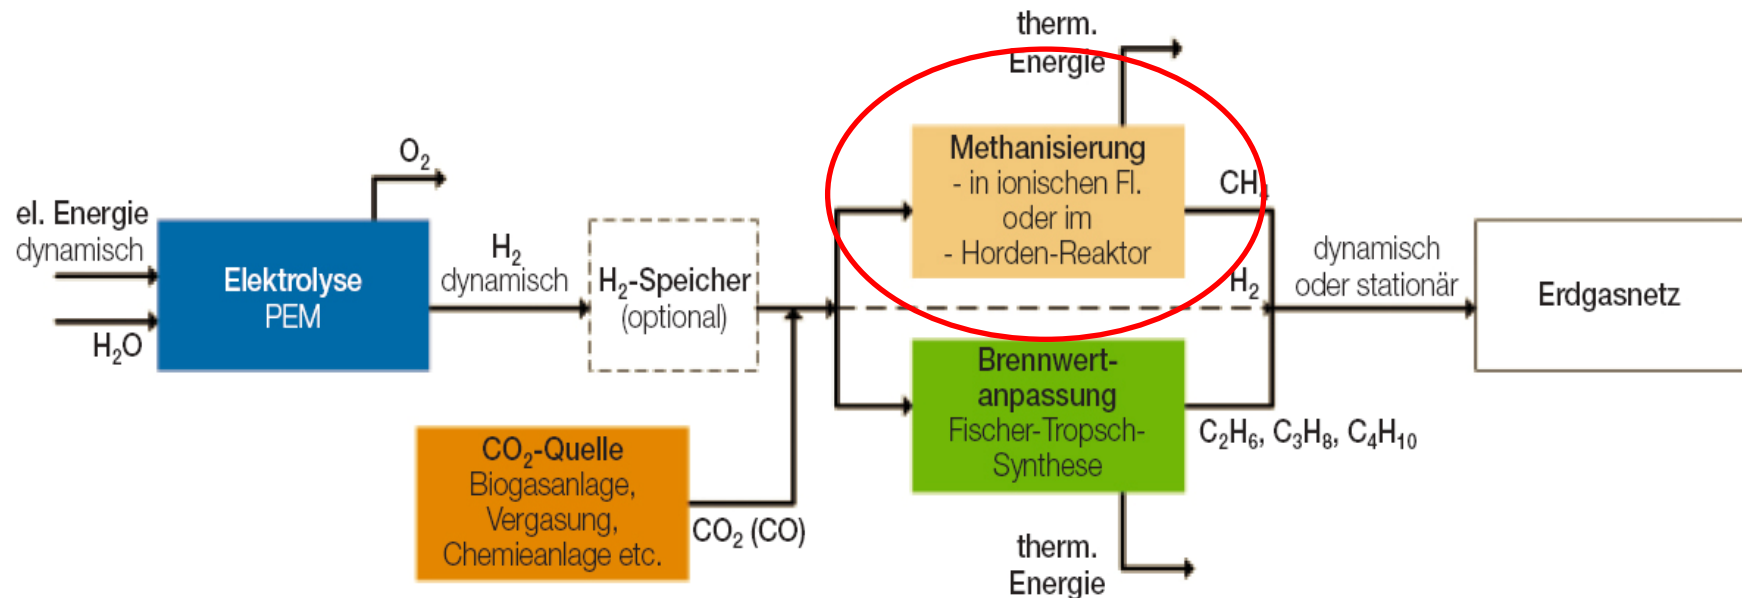 therm.
Energie
Methanisierung
- in ionischen Fl.
oder im
- Horden-Reaktor
CH₄
O₂
el. Energie
dynamisch
H₂O
Elektrolyse
PEM
H₂
dynamisch
H₂-Speicher
(optional)
H₂
dynamisch
oder stationär
Erdgasnetz
Brennwert-
anpassung
Fischer-Tropsch-
Synthese
C₂H₆, C₃H₈, C₄H₁₀
CO₂-Quelle
Biogasanlage,
Vergasung,
Chemieanlage etc.
CO₂ (CO)
therm.
Energie